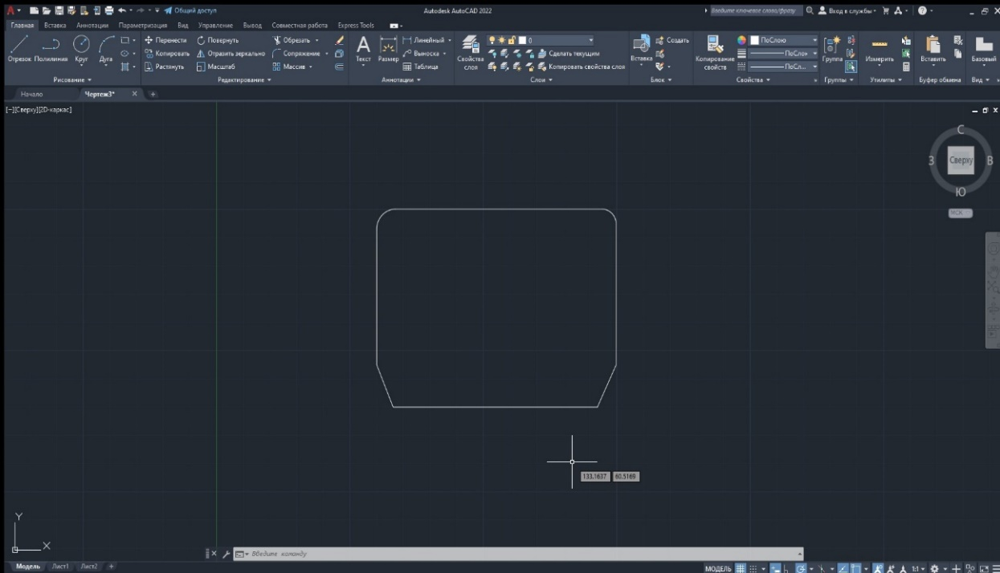 A Общий доступ Autodesk AutoCAD 2022 Введите ключевое слово/фразу Вход в службы
Главная Вставка Аннотации Параметризация Вид Управление Вывод Совместная работа Express Tools
Отрезок Полилиния Круг Дуга
Перенести Повернуть Обрезать
Копировать Отразить зеркально Сопряжение
Растянуть Масштаб Массив
Текст Размер
Линейный
Выноска
Таблица
Свойства слоя
0
Сделать текущим
Копировать свойства слоя
Вставка
Создать
Копирование свойств
ПоСлою
ПоСлою
ПоСл...
Группа
Измерить
Вставить
Базовый
Рисование Редактирование Аннотации Слои Блок Свойства Группы Утилиты Буфер обмена Вид
Начало Чертеж3*
[−][Сверху][2D-каркас]
С
З Сверху В
Ю
МСК
133.1637 60.5169
Y
X
Введите команду
Модель Лист1 Лист2 + МОДЕЛЬ 1:1